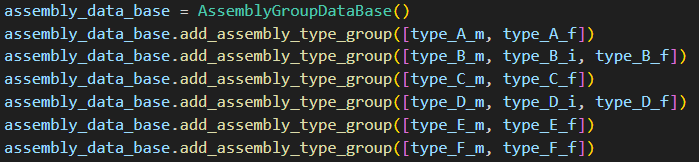 assembly_data_base = AssemblyGroupDataBase()
assembly_data_base.add_assembly_type_group([type_A_m, type_A_f])
assembly_data_base.add_assembly_type_group([type_B_m, type_B_i, type_B_f])
assembly_data_base.add_assembly_type_group([type_C_m, type_C_f])
assembly_data_base.add_assembly_type_group([type_D_m, type_D_i, type_D_f])
assembly_data_base.add_assembly_type_group([type_E_m, type_E_f])
assembly_data_base.add_assembly_type_group([type_F_m, type_F_f])